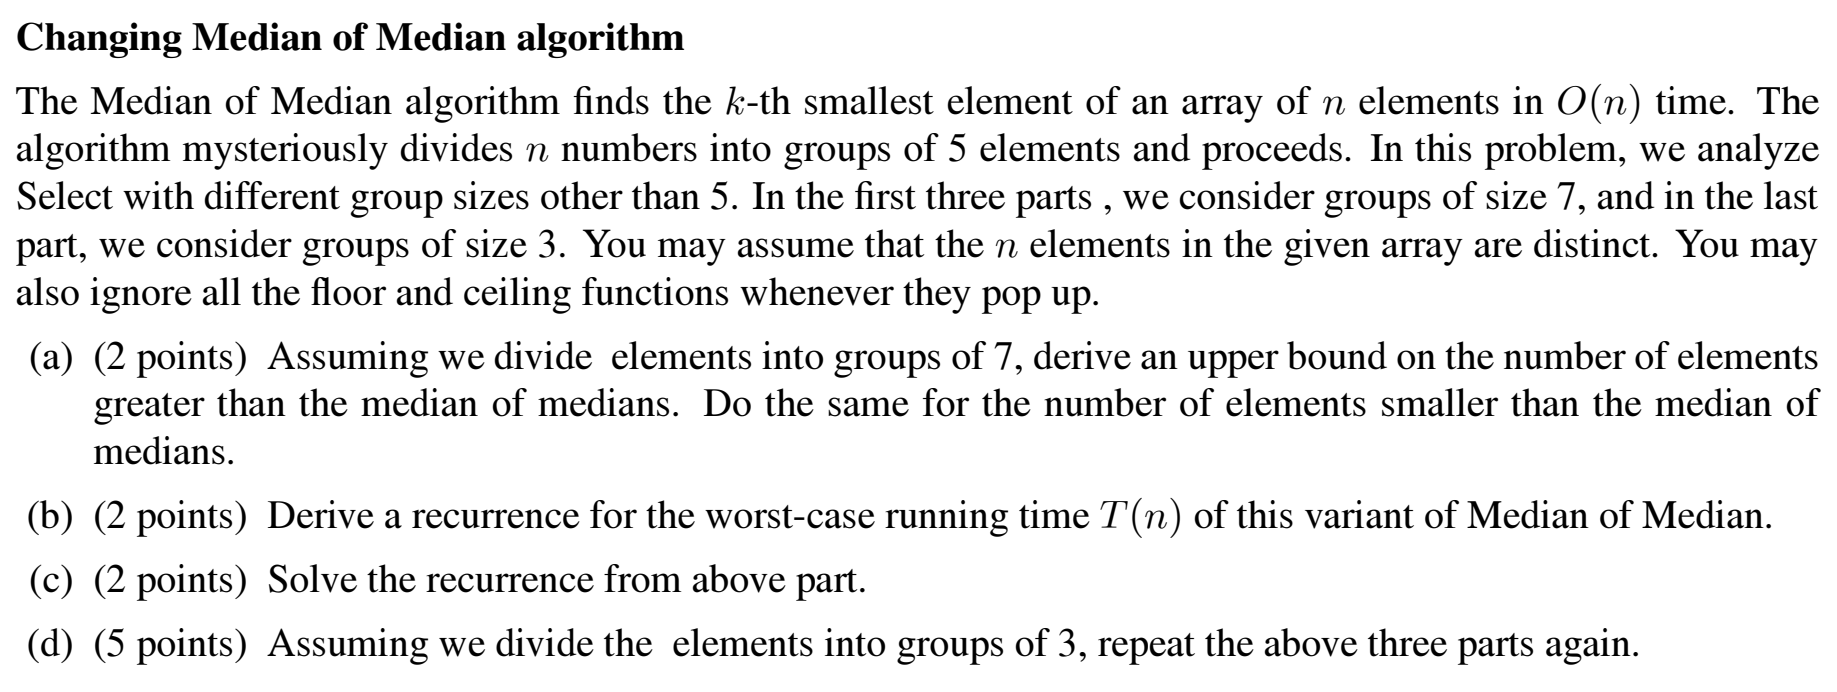 Changing Median of Median algorithm
The Median of Median algorithm finds the k-th smallest element of an array of n elements in O(n) time. The
algorithm mysteriously divides n numbers into groups of 5 elements and proceeds. In this problem, we analyze
Select with different group sizes other than 5. In the first three parts , we consider groups of size 7, and in the last
part, we consider groups of size 3. You may assume that the n elements in the given array are distinct. You may
also ignore all the floor and ceiling functions whenever they pop up.
(a) (2 points) Assuming we divide elements into groups of 7, derive an upper bound on the number of elements
greater than the median of medians. Do the same for the number of elements smaller than the median of
medians.
(b) (2 points) Derive a recurrence for the worst-case running time T(n) of this variant of Median of Median.
(c) (2 points) Solve the recurrence from above part.
(d) (5 points) Assuming we divide the elements into groups of 3, repeat the above three parts again.